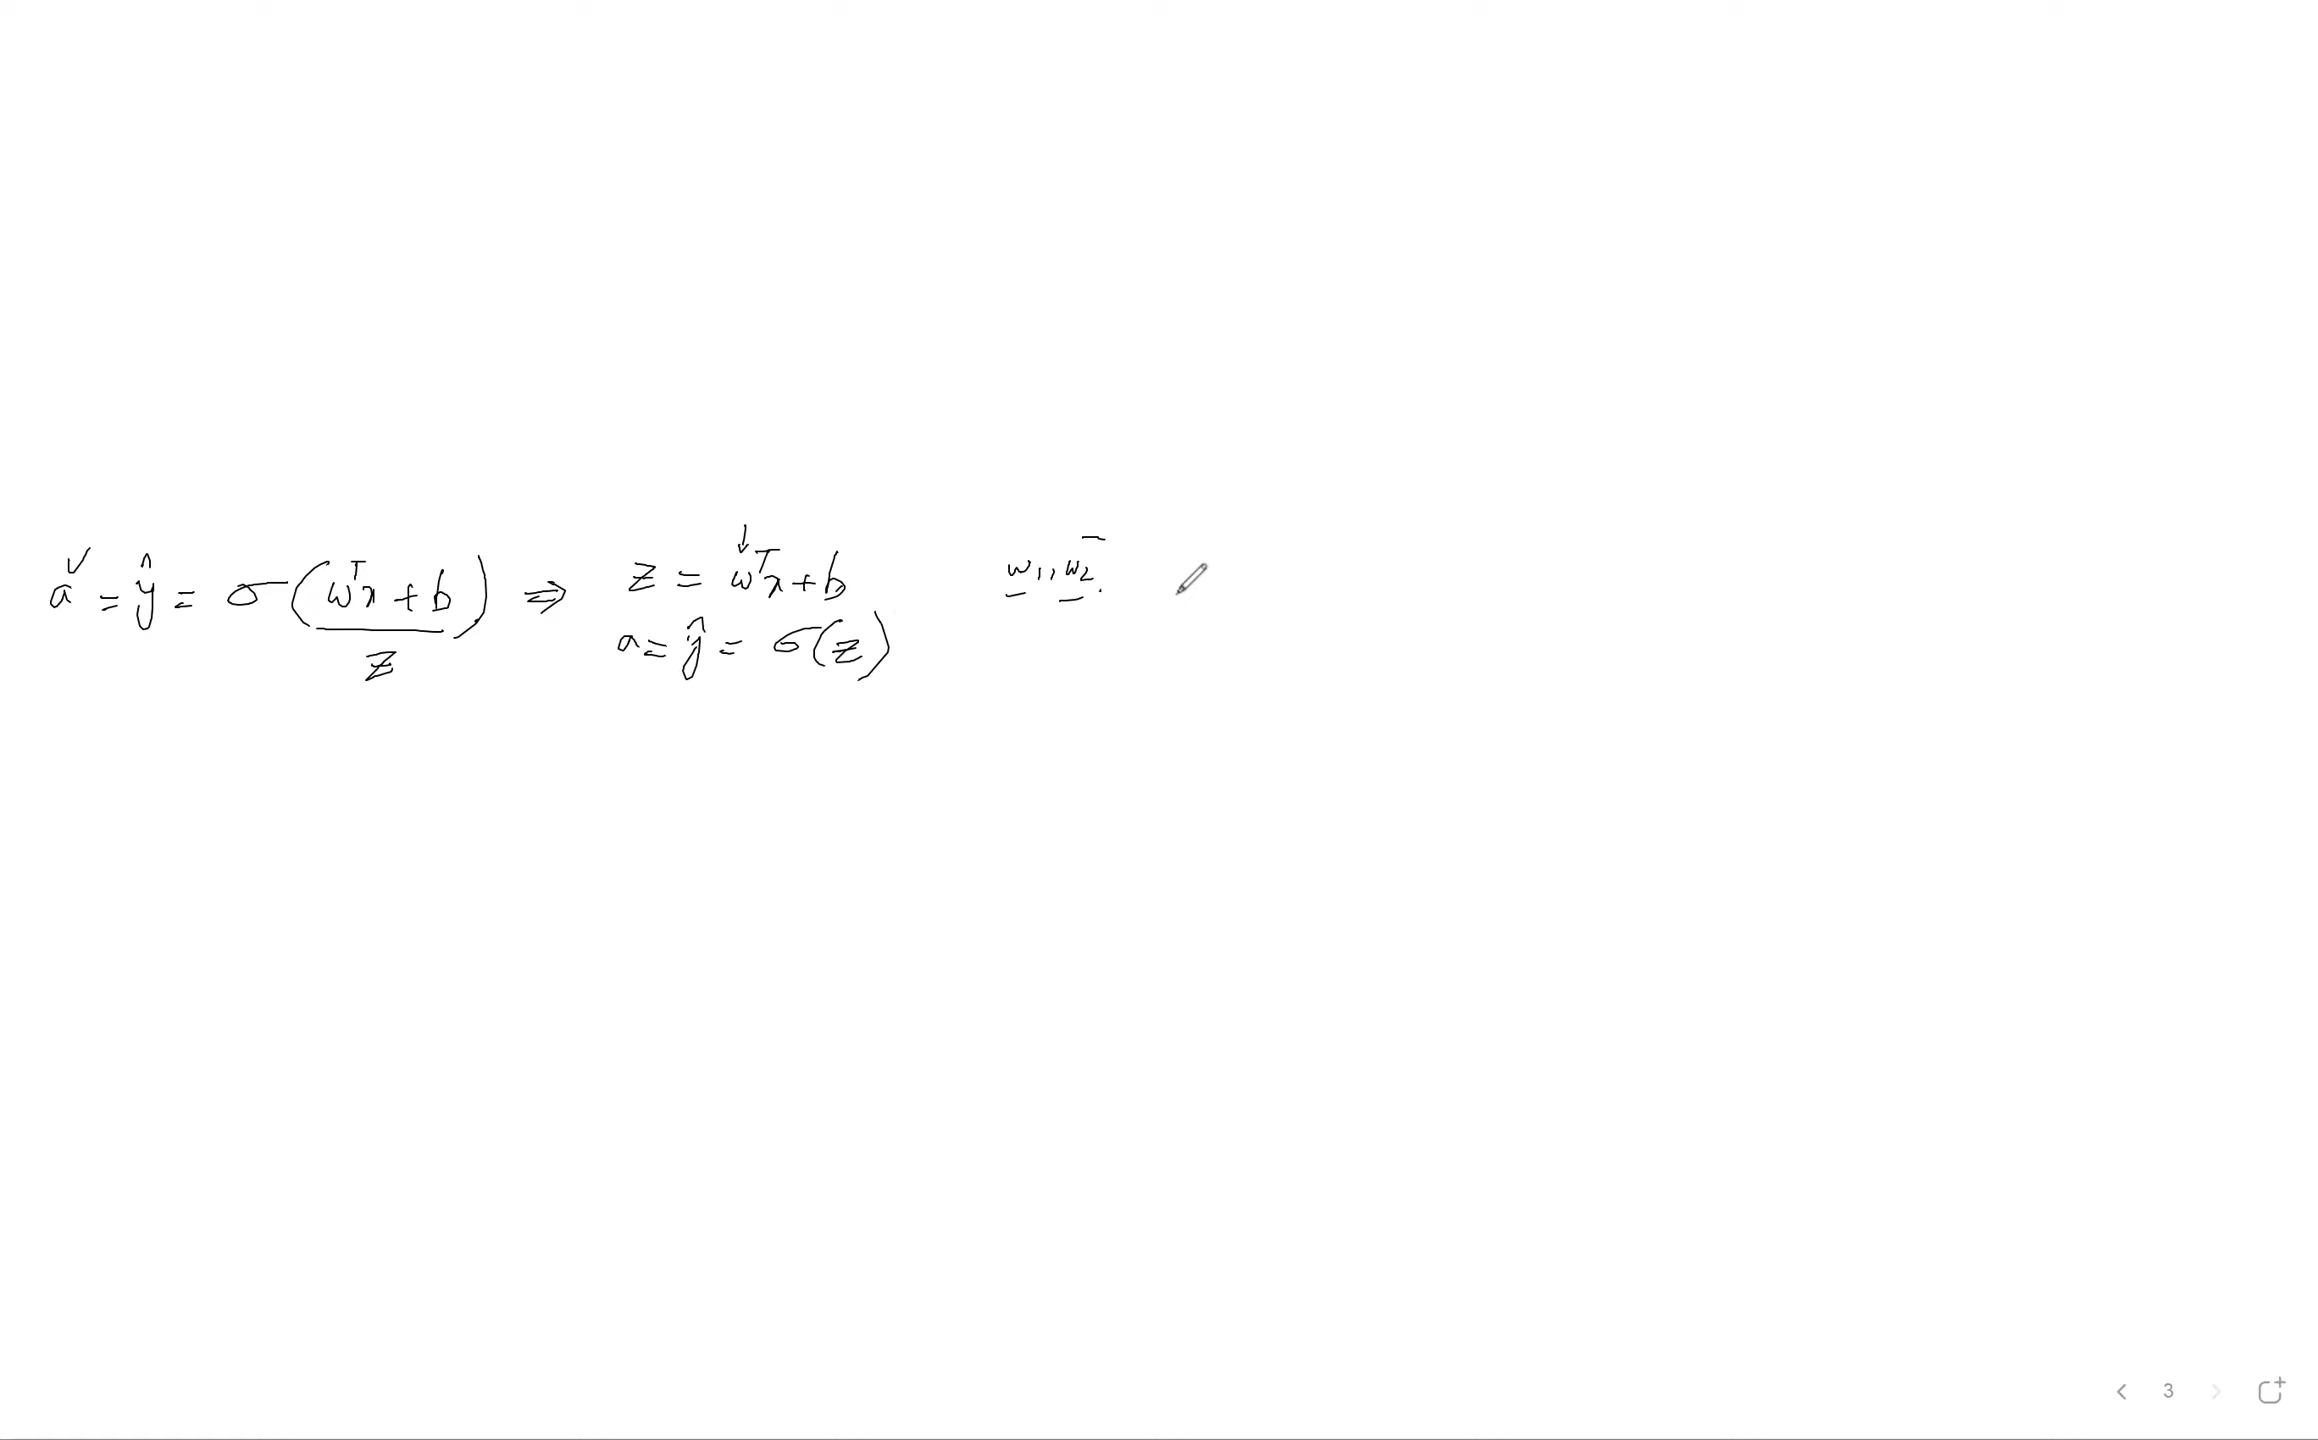 a = ŷ = σ(wᵀx + b) ⇒ z = wᵀx + b w₁, w₂.
z a = ŷ = σ(z)
3